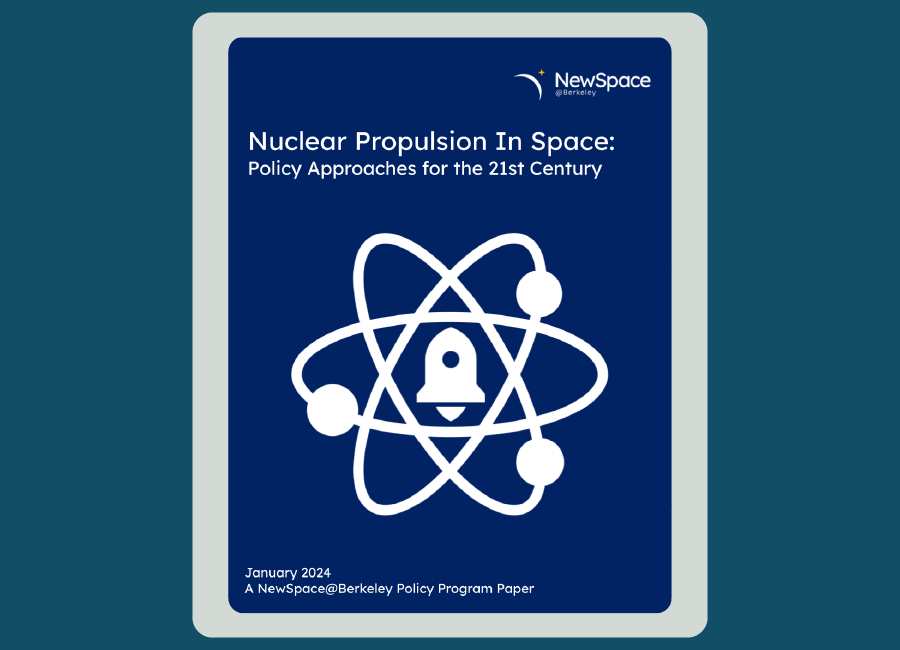 NewSpace
@Berkeley
Nuclear Propulsion In Space:
Policy Approaches for the 21st Century
January 2024
A NewSpace@Berkeley Policy Program Paper